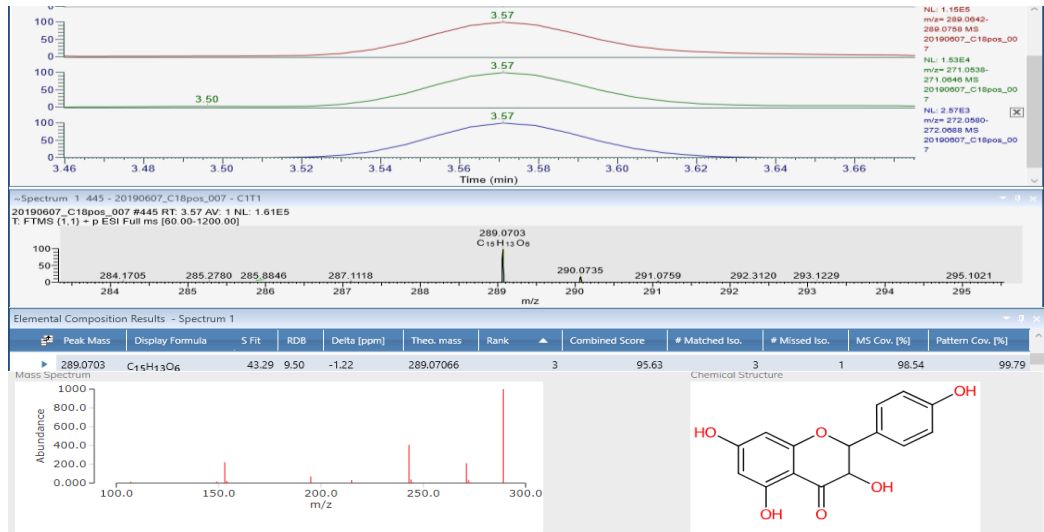 100
50
0
3.57
NL: 1.15E5
m/z= 289.0642-
289.0758 MS
20190607_C18pos_00
7
100
50
0
3.50
3.57
NL: 1.53E4
m/z= 271.0538-
271.0646 MS
20190607_C18pos_00
7
100
50
0
3.57
NL: 2.57E3
m/z= 272.0580-
272.0688 MS
20190607_C18pos_00
7
3.46 3.48 3.50 3.52 3.54 3.56 3.58 3.60 3.62 3.64 3.66
Time (min)
~Spectrum 1 445 - 20190607_C18pos_007 - C1T1
20190607_C18pos_007 #445 RT: 3.57 AV: 1 NL: 1.61E5
T: FTMS {1,1} + p ESI Full ms [60.00-1200.00]
289.0703
C15H13O6
100
50
0
284.1705 285.2780 285.8846 287.1118 290.0735 291.0759 292.3120 293.1229 295.1021
284 285 286 287 288 289 290 291 292 293 294 295
m/z
Elemental Composition Results - Spectrum 1
Peak Mass Display Formula S Fit RDB Delta [ppm] Theo. mass Rank Combined Score # Matched Iso. # Missed Iso. MS Cov. [%] Pattern Cov. [%]
289.0703 C15H13O6 43.29 9.50 -1.22 289.07066 3 95.63 3 1 98.54 99.79
Mass Spectrum
Chemical Structure
1000
800.0
600.0
400.0
200.0
0.000
Abundance
100.0 150.0 200.0 250.0 300.0
m/z
OH
HO
O
OH
OH
O